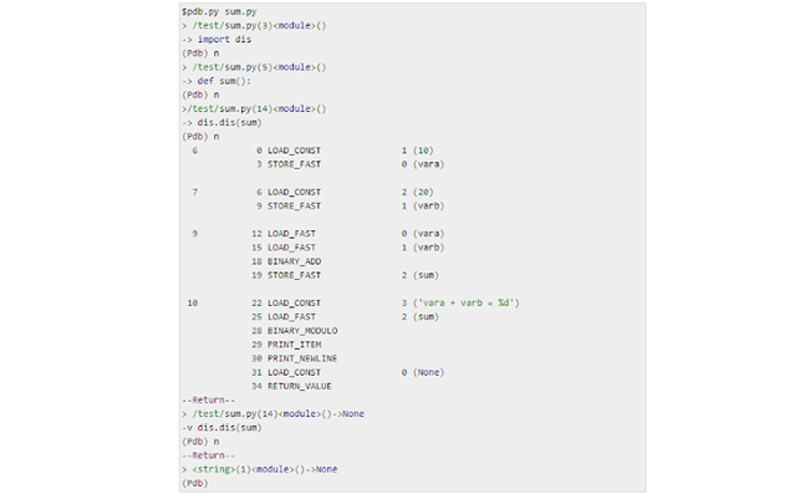 $pdb.py sum.py
> /test/sum.py(3)<module>()
-> import dis
(Pdb) n
> /test/sum.py(5)<module>()
-> def sum():
(Pdb) n
>/test/sum.py(14)<module>()
-> dis.dis(sum)
(Pdb) n
6 0 LOAD_CONST 1 (10)
3 STORE_FAST 0 (vara)
7 6 LOAD_CONST 2 (20)
9 STORE_FAST 1 (varb)
9 12 LOAD_FAST 0 (vara)
15 LOAD_FAST 1 (varb)
18 BINARY_ADD
19 STORE_FAST 2 (sum)
10 22 LOAD_CONST 3 ('vara + varb = %d')
25 LOAD_FAST 2 (sum)
28 BINARY_MODULO
29 PRINT_ITEM
30 PRINT_NEWLINE
31 LOAD_CONST 0 (None)
34 RETURN_VALUE
--Return--
> /test/sum.py(14)<module>()->None
-v dis.dis(sum)
(Pdb) n
--Return--
> <string>(1)<module>()->None
(Pdb)